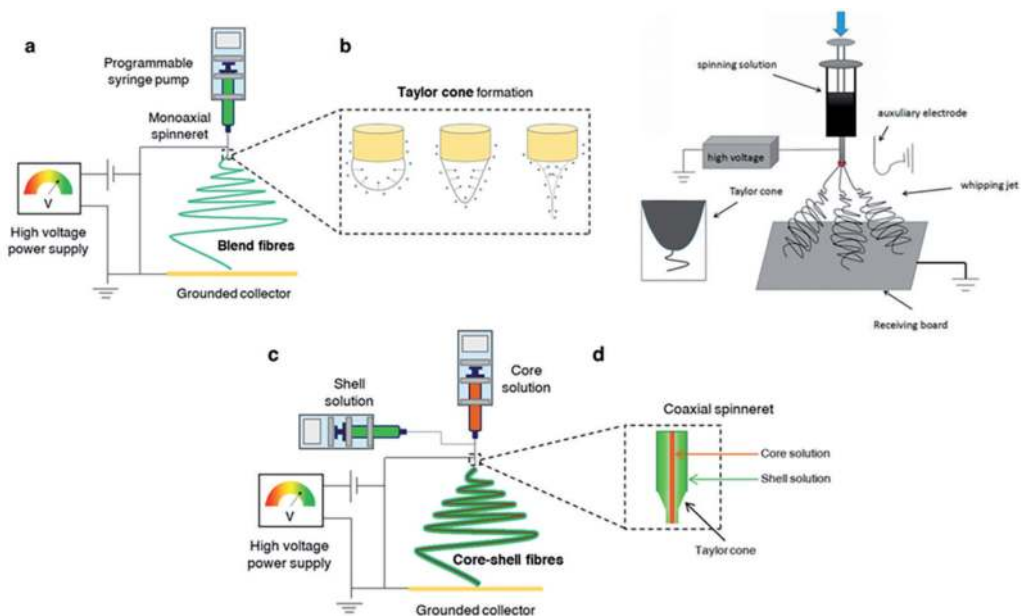 a
Programmable
syringe pump
Monoaxial
spinneret
V
High voltage
power supply
Blend fibres
Grounded collector
b
Taylor cone formation
spinning solution
auxuliary electrode
high voltage
Taylor cone
whipping jet
Receiving board
c
Shell
solution
Core
solution
V
High voltage
power supply
Core-shell fibres
Grounded collector
d
Coaxial spinneret
Core solution
Shell solution
Taylor cone